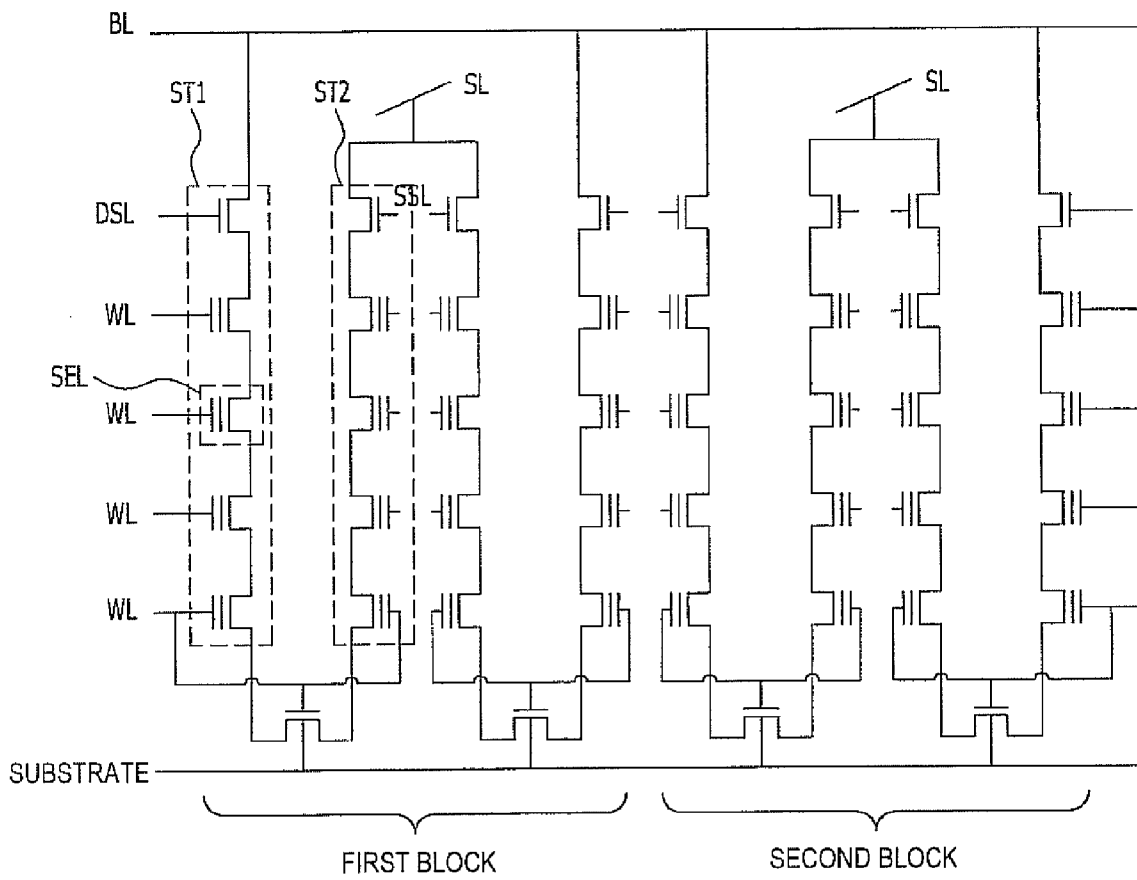 BL
ST1
ST2
SL
SL
DSL
SSL
WL
SEL
WL
WL
WL
SUBSTRATE
FIRST BLOCK
SECOND BLOCK